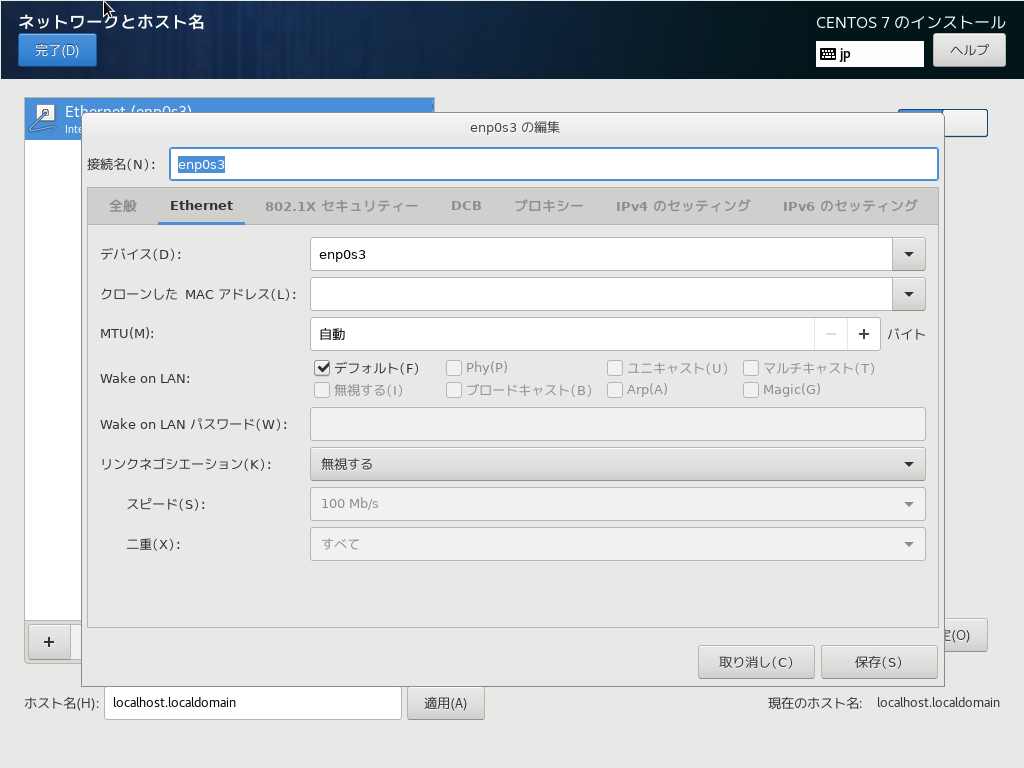 ネットワークとホスト名
CENTOS 7 のインストール
完了(D)
jp
ヘルプ
Ethernet (enp0s3)
Inte
enp0s3 の編集
接続名(N):
enp0s3
全般
Ethernet
802.1X セキュリティー
DCB
プロキシー
IPv4 のセッティング
IPv6 のセッティング
デバイス(D):
enp0s3
クローンした MAC アドレス(L):
MTU(M):
自動
バイト
Wake on LAN:
デフォルト(F)
Phy(P)
ユニキャスト(U)
マルチキャスト(T)
無視する(I)
ブロードキャスト(B)
Arp(A)
Magic(G)
Wake on LAN パスワード(W):
リンクネゴシエーション(K):
無視する
スピード(S):
100 Mb/s
二重(X):
すべて
定(O)
取り消し(C)
保存(S)
ホスト名(H):
localhost.localdomain
適用(A)
現在のホスト名:
localhost.localdomain